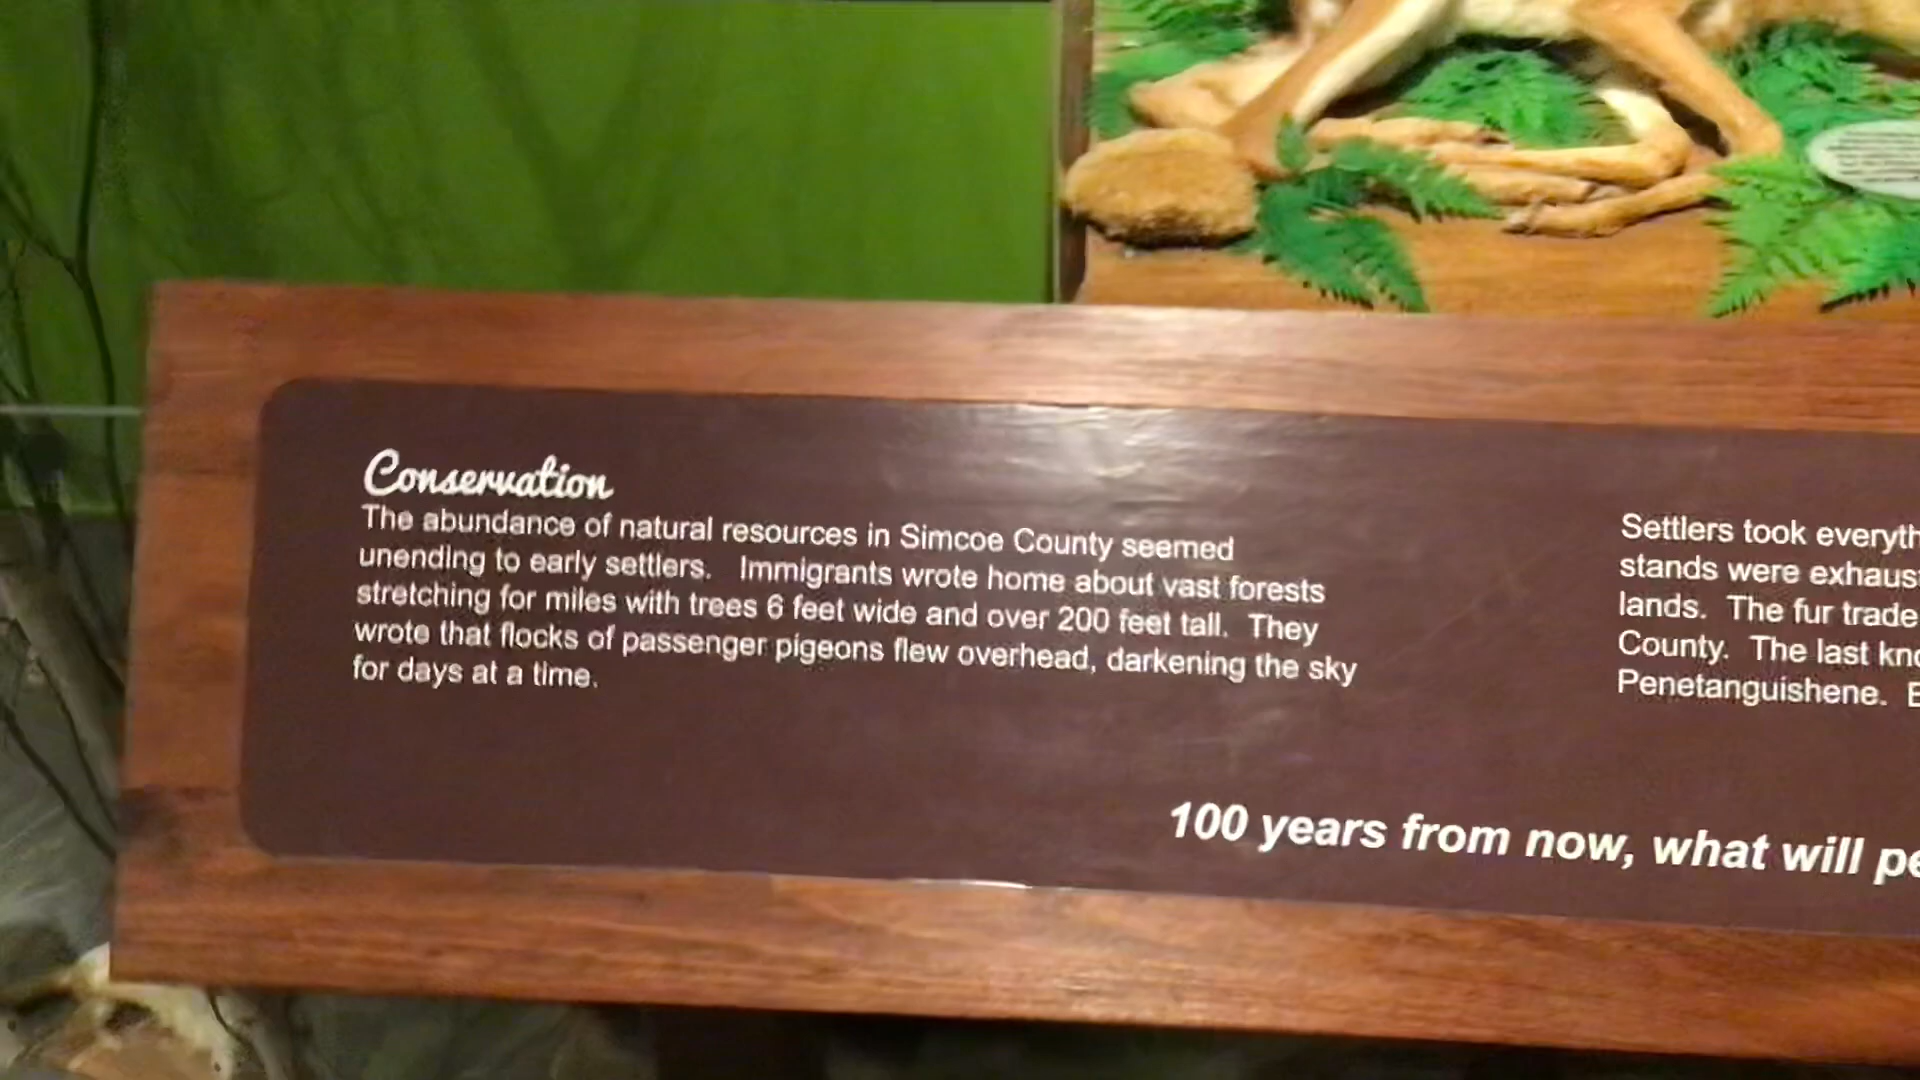 Conservation
The abundance of natural resources in Simcoe County seemed
unending to early settlers. Immigrants wrote home about vast forests
stretching for miles with trees 6 feet wide and over 200 feet tall. They
wrote that flocks of passenger pigeons flew overhead, darkening the sky
for days at a time.
Settlers took everyth
stands were exhaus
lands. The fur trade
County. The last kno
Penetanguishene.
100 years from now, what will pe